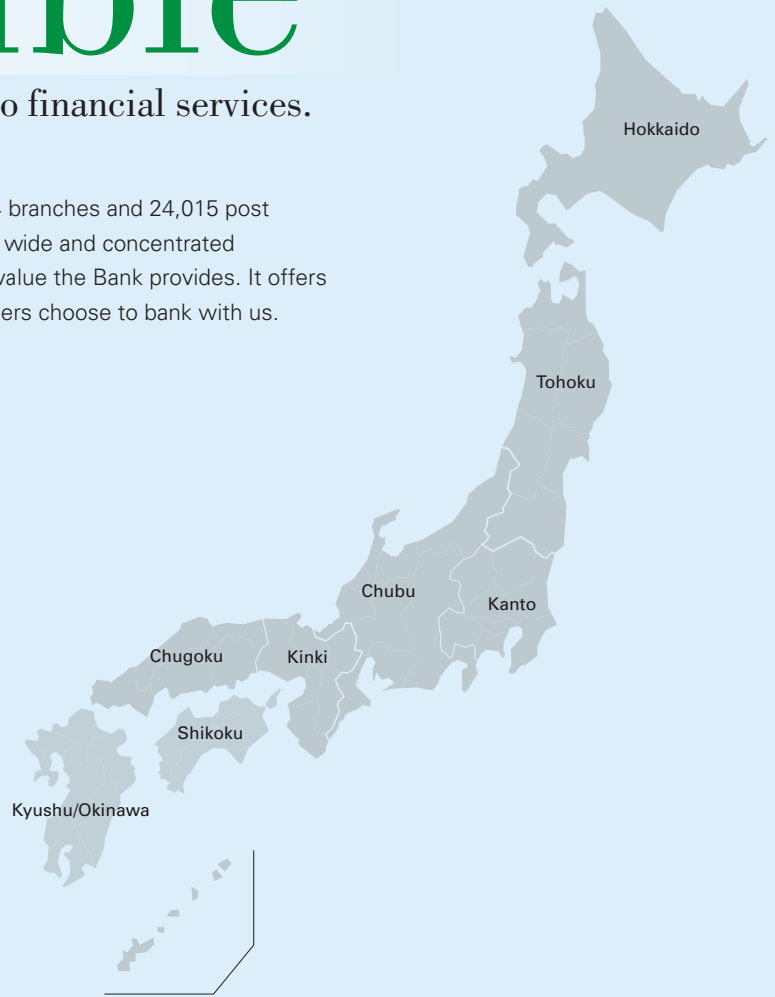 o financial services.
branches and 24,015 post
wide and concentrated
value the Bank provides. It offers
ers choose to bank with us.
Hokkaido
Tohoku
Chubu
Kanto
Chugoku
Kinki
Shikoku
Kyushu/Okinawa